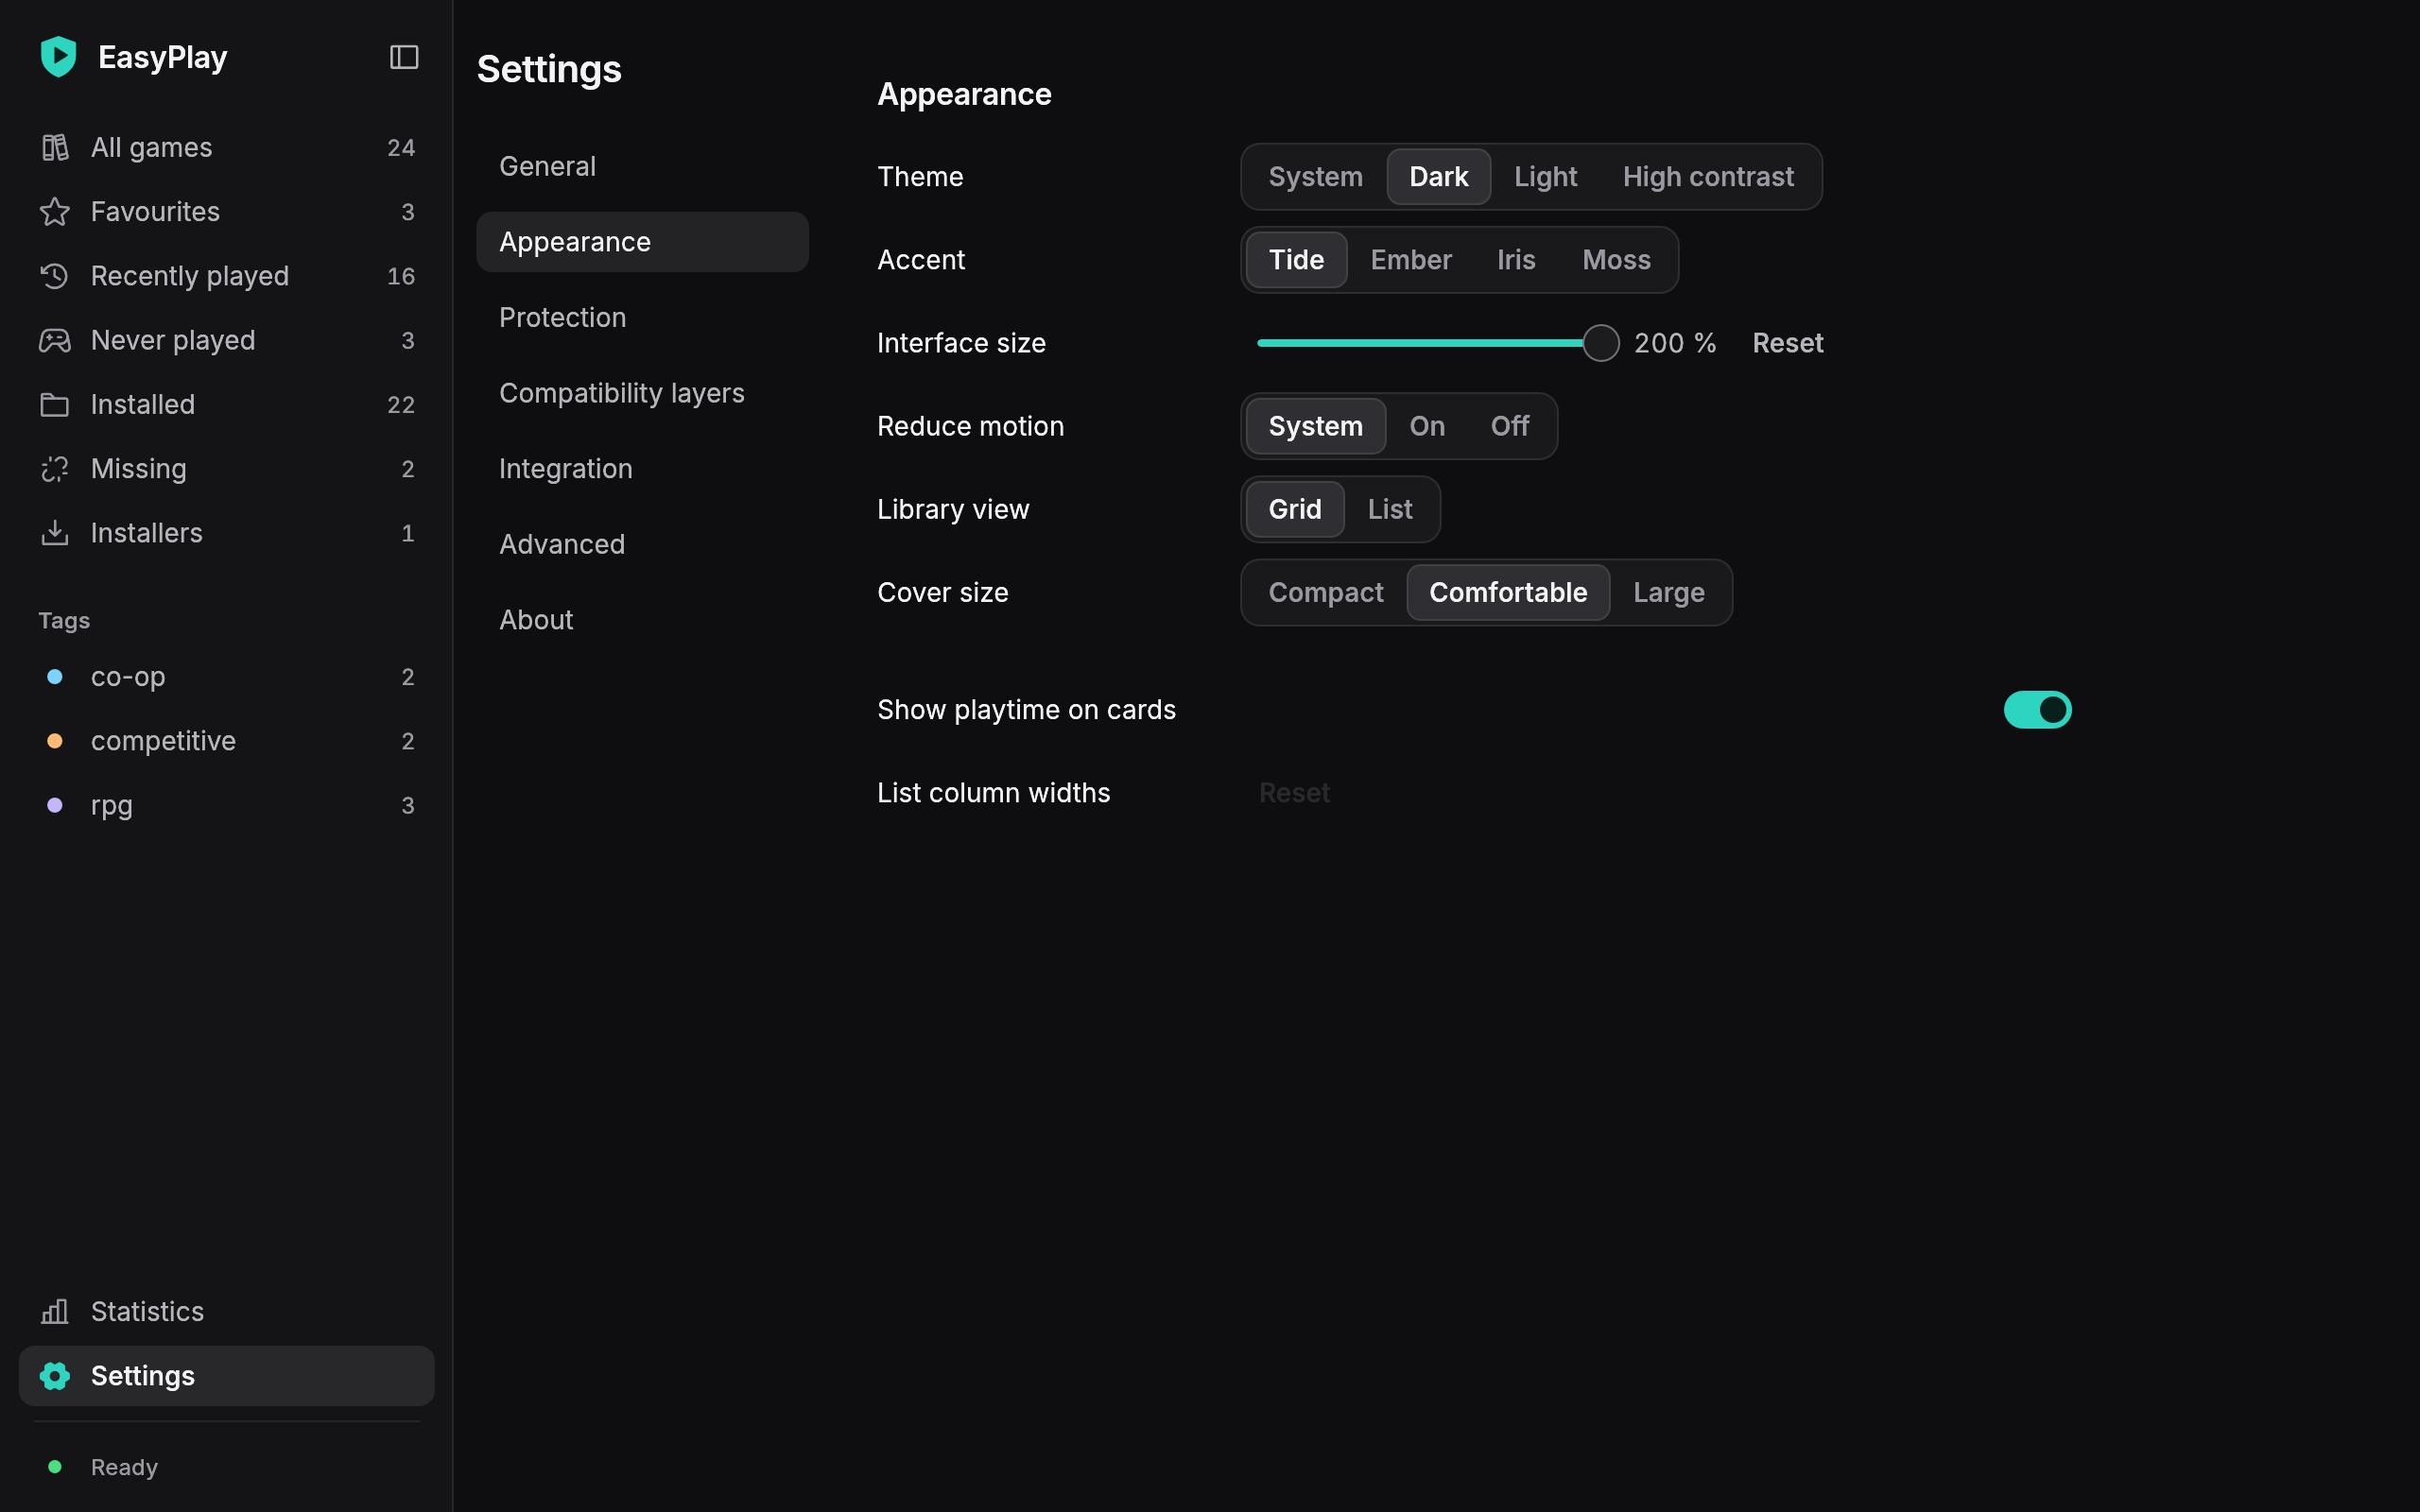 EasyPlay
All games 24
Favourites 3
Recently played 16
Never played 3
Installed 22
Missing 2
Installers 1
Tags
co-op 2
competitive 2
rpg 3
Statistics
Settings
Ready
Settings
General
Appearance
Protection
Compatibility layers
Integration
Advanced
About
Appearance
Theme System Dark Light High contrast
Accent Tide Ember Iris Moss
Interface size 200 % Reset
Reduce motion System On Off
Library view Grid List
Cover size Compact Comfortable Large
Show playtime on cards
List column widths Reset